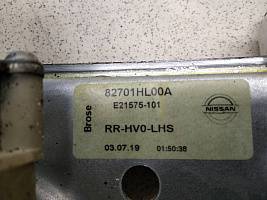 82701HL00A
E21575-101
Brose
NISSAN
RR-HV0-LHS
03.07.19 01:50:38